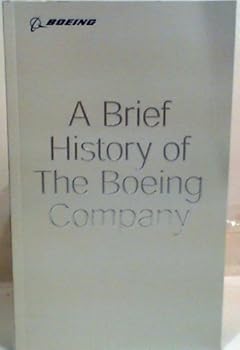 BOEING
A Brief
History of
The Boeing
Company